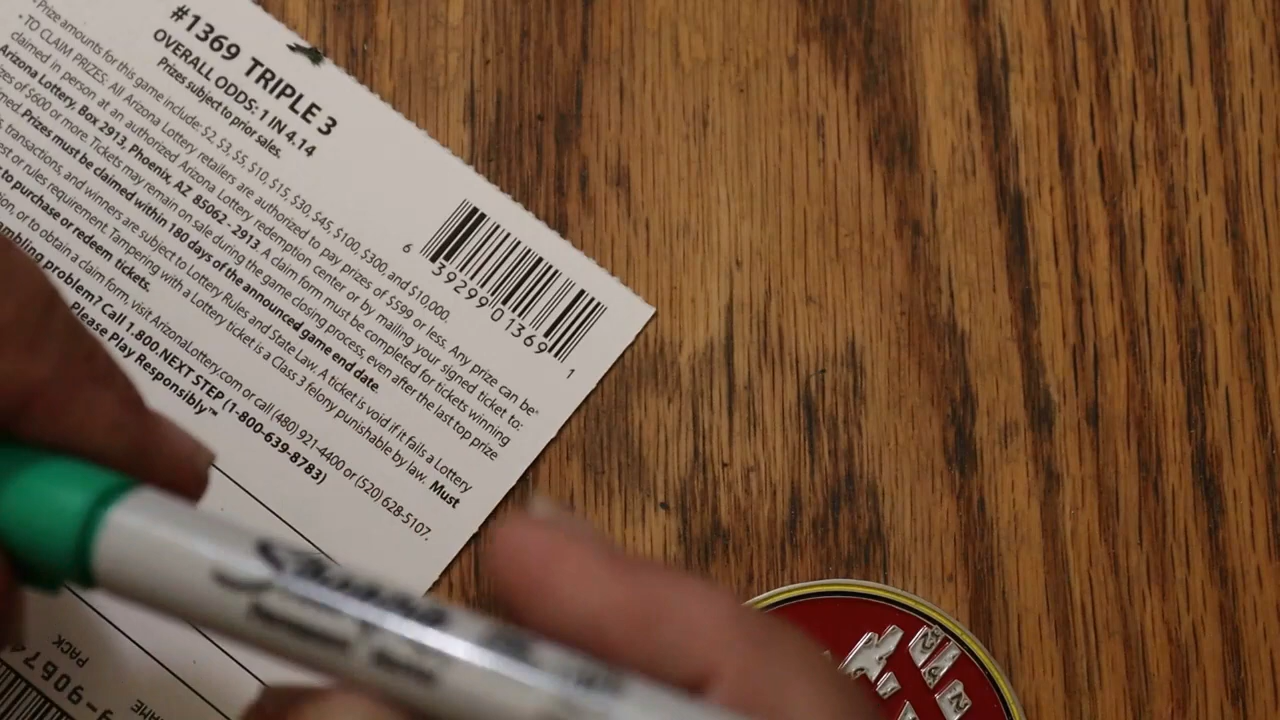 #1369 TRIPLE 3
OVERALL ODDS: 1 IN 4.14
Prizes subject to prior sales.
• Prize amounts for this game include: $2, $3, $5, $10, $15, $30, $45, $100, $300, and $10,000.
• TO CLAIM PRIZES: All Arizona Lottery retailers are authorized to pay prizes of $599 or less. Any prize can be
claimed in person at an authorized Arizona Lottery redemption center or by mailing your signed ticket to:
Arizona Lottery, Box 2913, Phoenix, AZ 85062 - 2913. A claim form must be completed for tickets winning
of $600 or more. Tickets may remain on sale during the game closing process, even after the last top prize
Prizes must be claimed within 180 days of the announced game end date.
transactions, and winners are subject to Lottery Rules and State Law. A ticket is void if it fails a Lottery
or rules requirement. Tampering with a Lottery ticket is a Class 3 felony punishable by law. Must
to purchase or redeem tickets.
or to obtain a claim form, visit ArizonaLottery.com or call (480) 921-4400 or (520) 628-5107.
problem? Call 1.800.NEXT STEP (1-800-639-8783)
Please Play Responsibly™
6 39299 01369 1
Sharpie
PACK